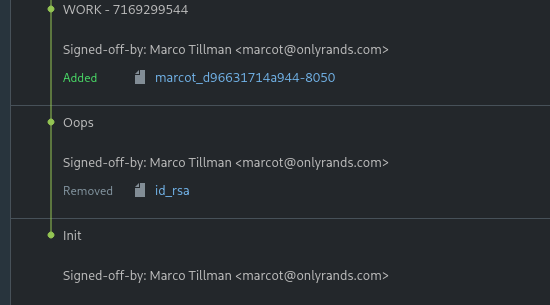 WORK - 7169299544
Signed-off-by: Marco Tillman <marcot@onlyrands.com>
Added marcot_d96631714a944-8050
Oops
Signed-off-by: Marco Tillman <marcot@onlyrands.com>
Removed id_rsa
Init
Signed-off-by: Marco Tillman <marcot@onlyrands.com>